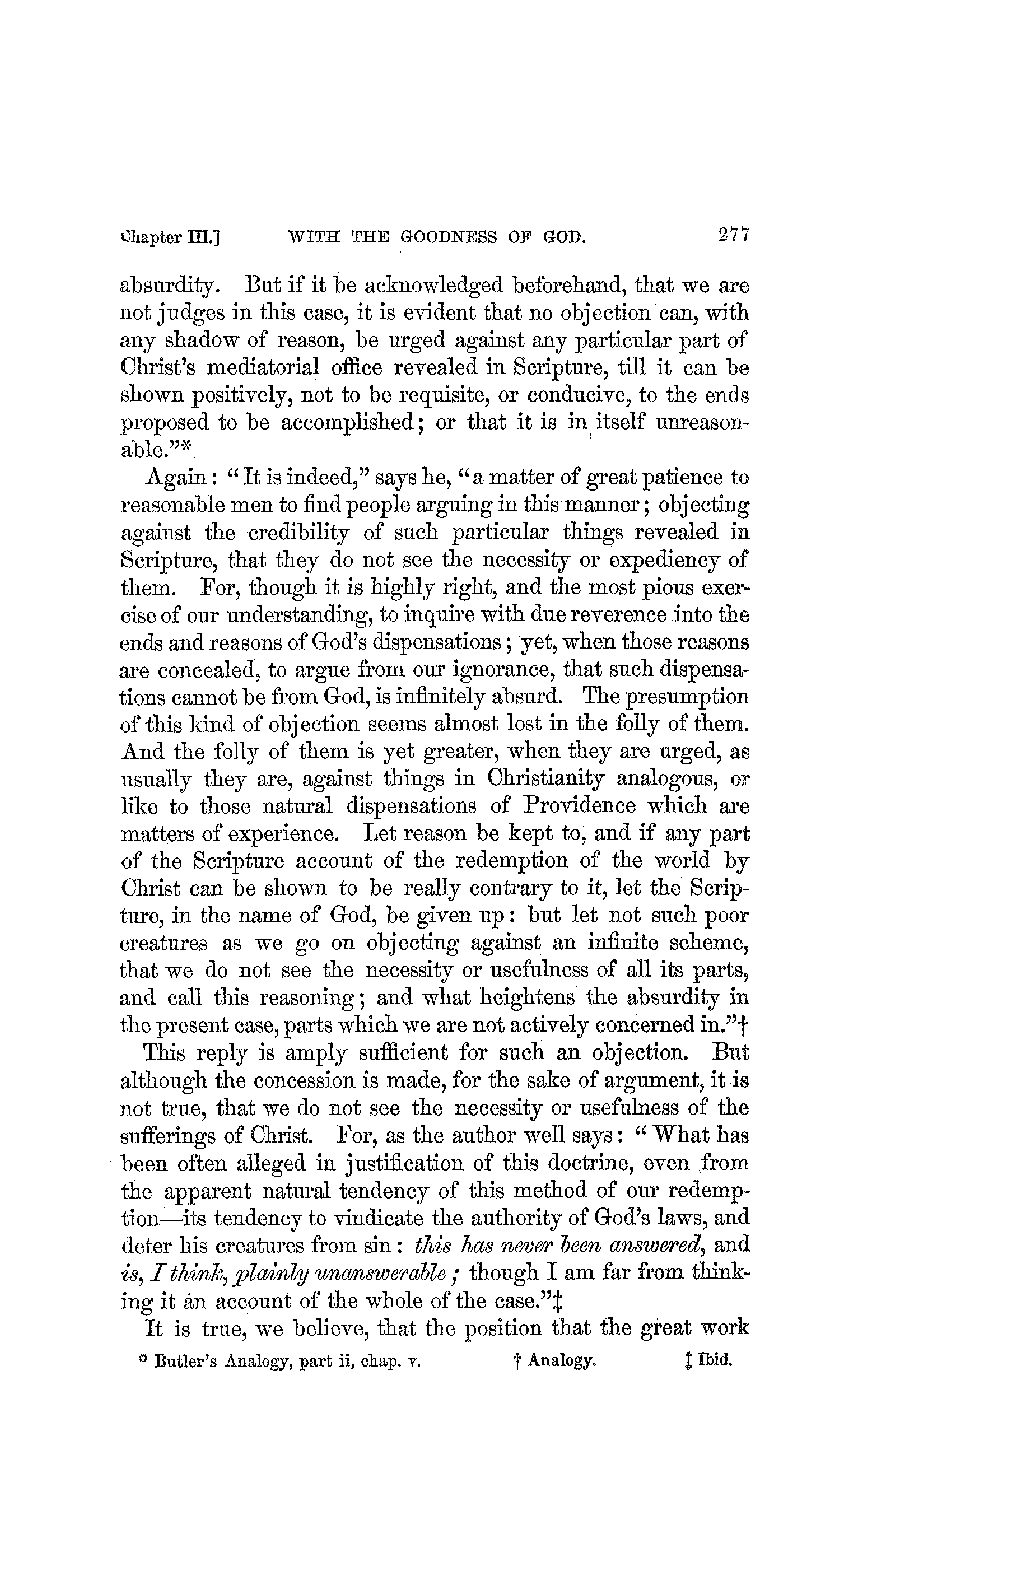 Chapter III.] WITH THE GOODNESS OF GOD. 277
absurdity. But if it be acknowledged beforehand, that we are
not judges in this case, it is evident that no objection can, with
any shadow of reason, be urged against any particular part of
Christ's mediatorial office revealed in Scripture, till it can be
shown positively, not to be requisite, or conducive, to the ends
proposed to be accomplished; or that it is in itself unreason-
able."*
Again: "It is indeed," says he, "a matter of great patience to
reasonable men to find people arguing in this manner; objecting
against the credibility of such particular things revealed in
Scripture, that they do not see the necessity or expediency of
them. For, though it is highly right, and the most pious exer-
cise of our understanding, to inquire with due reverence into the
ends and reasons of God's dispensations; yet, when those reasons
are concealed, to argue from our ignorance, that such dispensa-
tions cannot be from God, is infinitely absurd. The presumption
of this kind of objection seems almost lost in the folly of them.
And the folly of them is yet greater, when they are urged, as
usually they are, against things in Christianity analogous, or
like to those natural dispensations of Providence which are
matters of experience. Let reason be kept to, and if any part
of the Scripture account of the redemption of the world by
Christ can be shown to be really contrary to it, let the Scrip-
ture, in the name of God, be given up: but let not such poor
creatures as we go on objecting against an infinite scheme,
that we do not see the necessity or usefulness of all its parts,
and call this reasoning; and what heightens the absurdity in
the present case, parts which we are not actively concerned in."†
This reply is amply sufficient for such an objection. But
although the concession is made, for the sake of argument, it is
not true, that we do not see the necessity or usefulness of the
sufferings of Christ. For, as the author well says: "What has
been often alleged in justification of this doctrine, even from
the apparent natural tendency of this method of our redemp-
tion—its tendency to vindicate the authority of God's laws, and
deter his creatures from sin: this has never been answered, and
is, I think, plainly unanswerable; though I am far from think-
ing it an account of the whole of the case."‡
It is true, we believe, that the position that the great work
* Butler's Analogy, part ii, chap. v. † Analogy. ‡ Ibid.